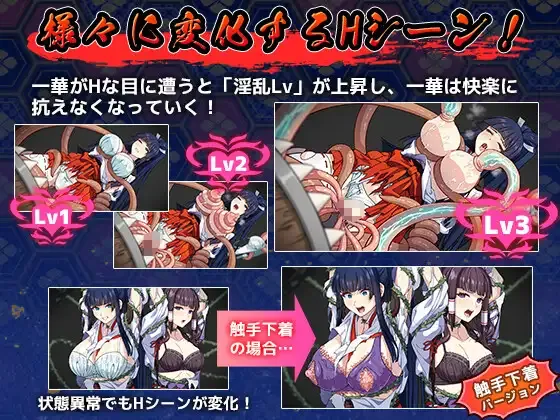 様々に変化するHシーン！
一華がHな目に遭うと「淫乱Lv」が上昇し、一華は快楽に
抗えなくなっていく！
Lv1
Lv2
Lv3
触手下着
の場合…
触手下着
バージョン
状態異常でもHシーンが変化！